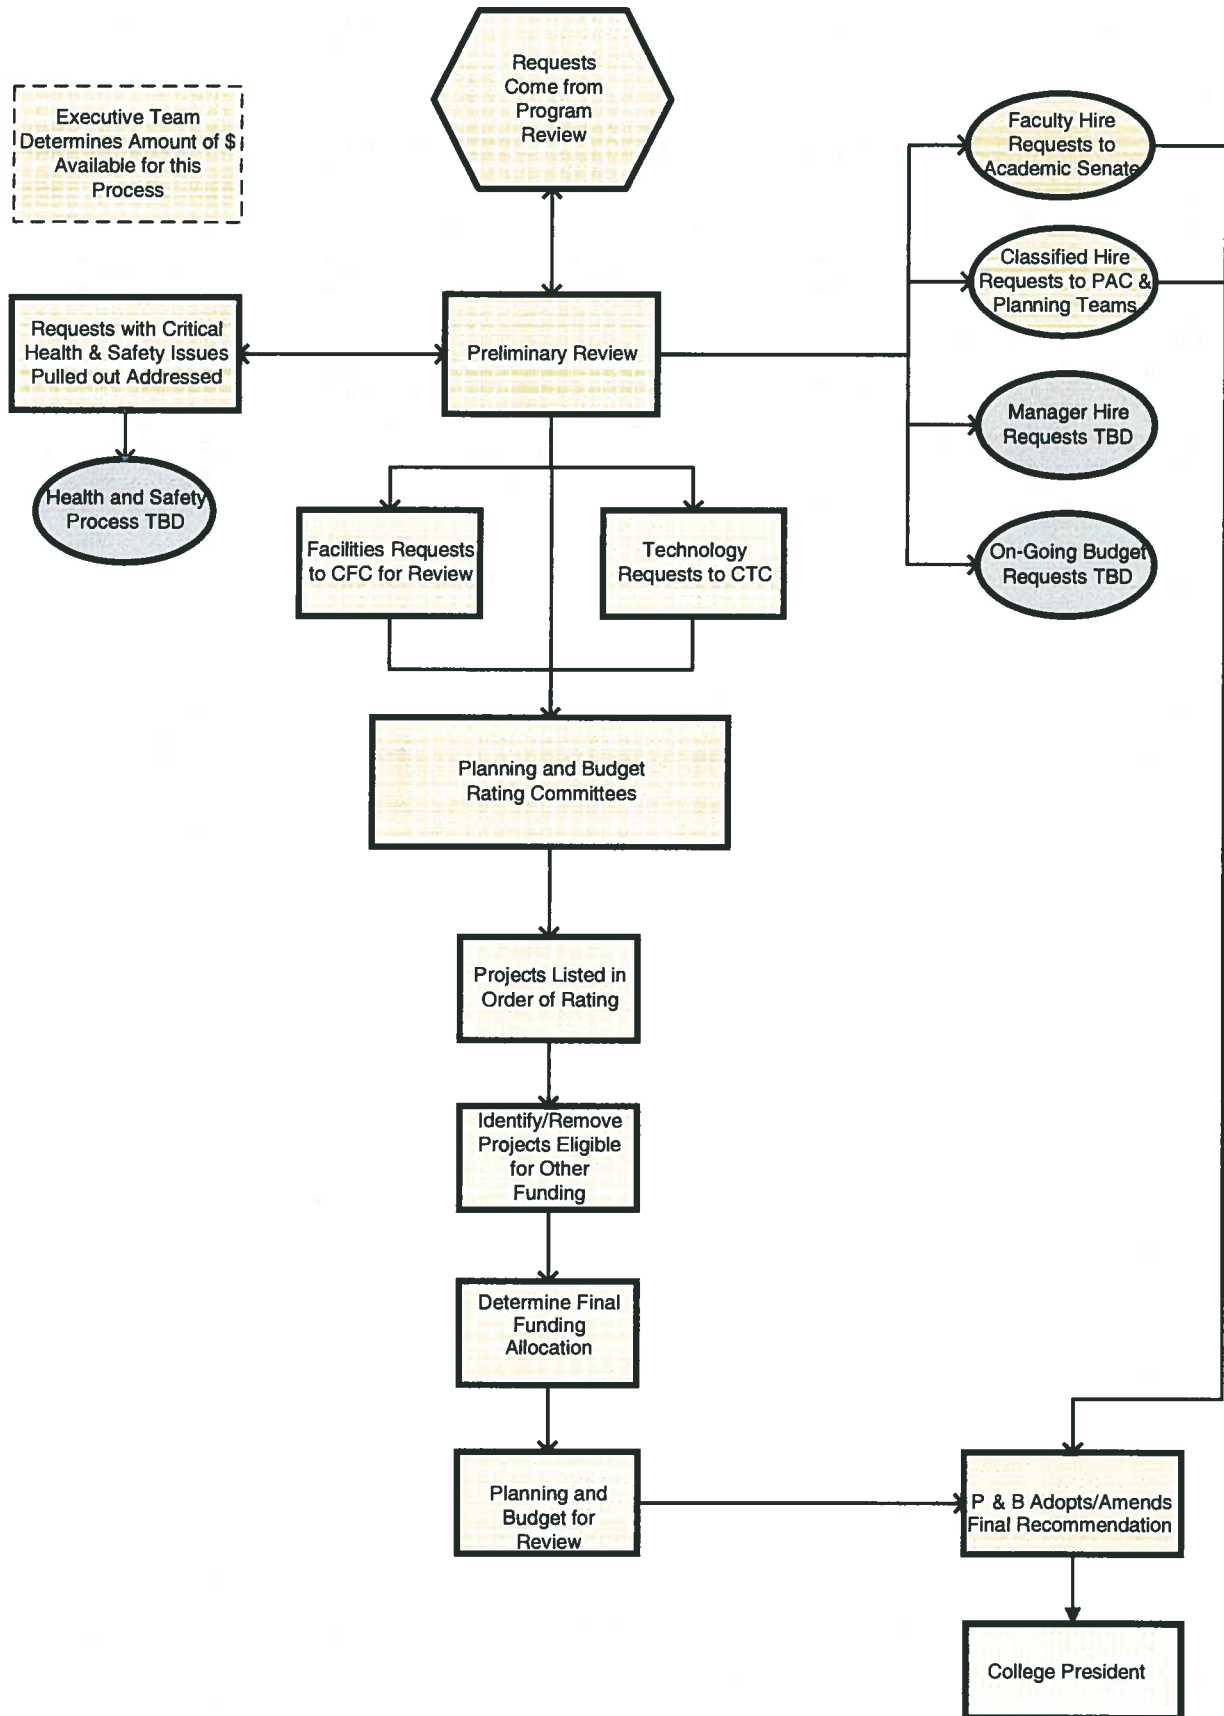 Requests
Come from
Program
Review
Executive Team
Determines Amount of $
Available for this
Process
Faculty Hire
Requests to
Academic Senate
Classified Hire
Requests to PAC &
Planning Teams
Requests with Critical
Health & Safety Issues
Pulled out Addressed
Preliminary Review
Manager Hire
Requests TBD
Health and Safety
Process TBD
Facilities Requests
to CFC for Review
Technology
Requests to CTC
On-Going Budget
Requests TBD
Planning and Budget
Rating Committees
Projects Listed in
Order of Rating
Identify/Remove
Projects Eligible
for Other
Funding
Determine Final
Funding
Allocation
Planning and
Budget for
Review
P & B Adopts/Amends
Final Recommendation
College President